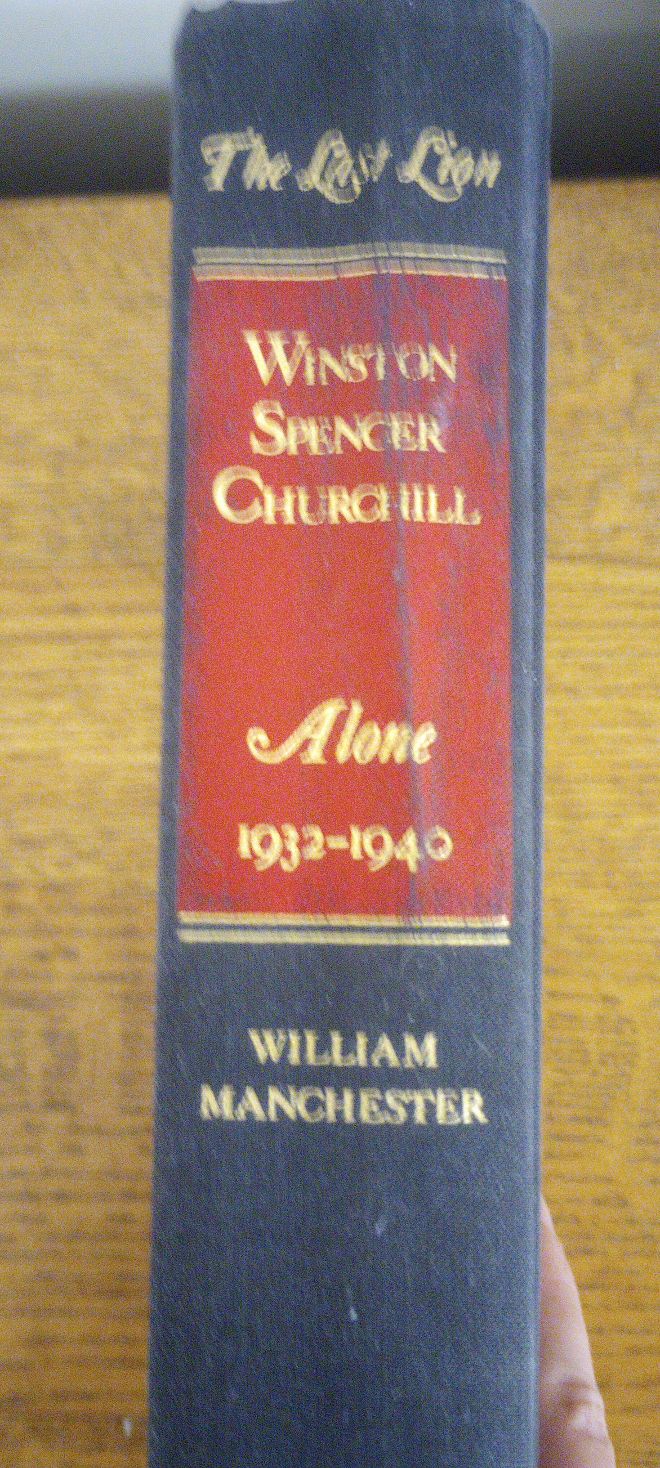 The Last Lion
WINSTON
SPENCER
CHURCHILL
Alone
1932-1940
WILLIAM
MANCHESTER